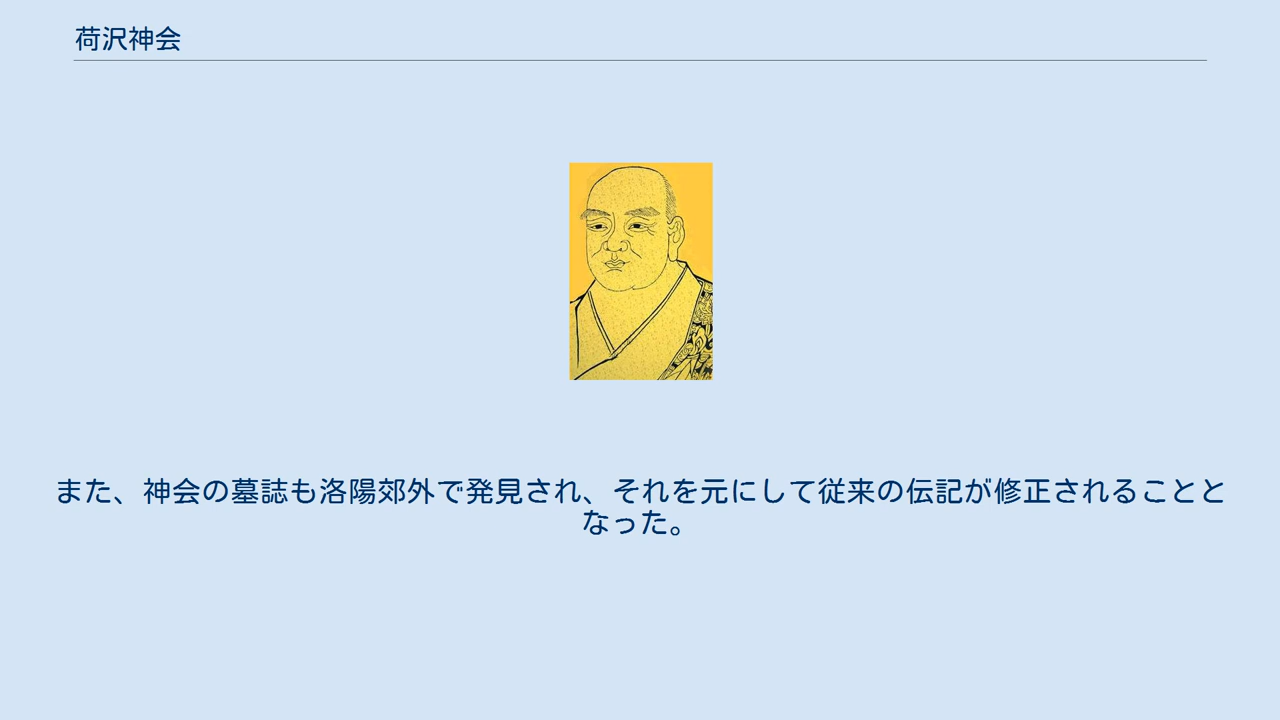 荷沢神会
また、神会の墓誌も洛陽郊外で発見され、それを元にして従来の伝記が修正されることと
なった。